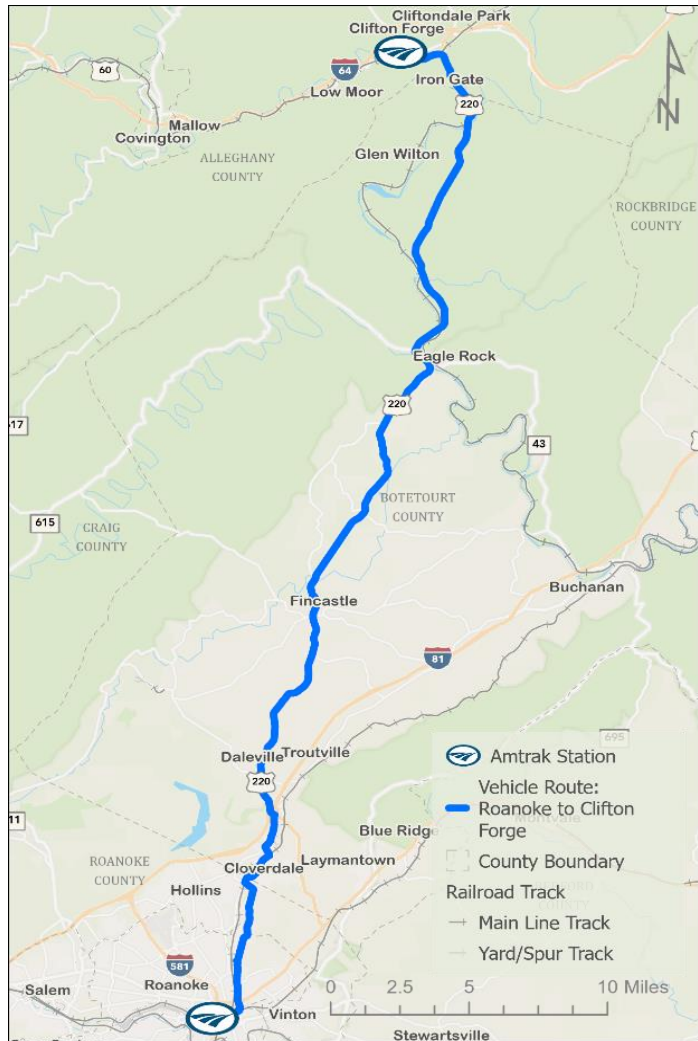 Cliftondale Park
Clifton Forge
64
60
Iron Gate
Low Moor
220
Mallow
Covington
Glen Wilton
ALLEGHANY
COUNTY
ROCKBRIDGE
COUNTY
N
Eagle Rock
220
17
43
BOTETOURT
COUNTY
615
CRAIG
COUNTY
Buchanan
Fincastle
81
Daleville
Troutville
695
220
11
Blue Ridge
Cloverdale
Laymantown
ROANOKE
COUNTY
Hollins
581
Salem
Roanoke
Vinton
Stewartsville
Amtrak Station
Vehicle Route:
Roanoke to Clifton
Forge
County Boundary
Railroad Track
Main Line Track
Yard/Spur Track
0 2.5 5 10 Miles